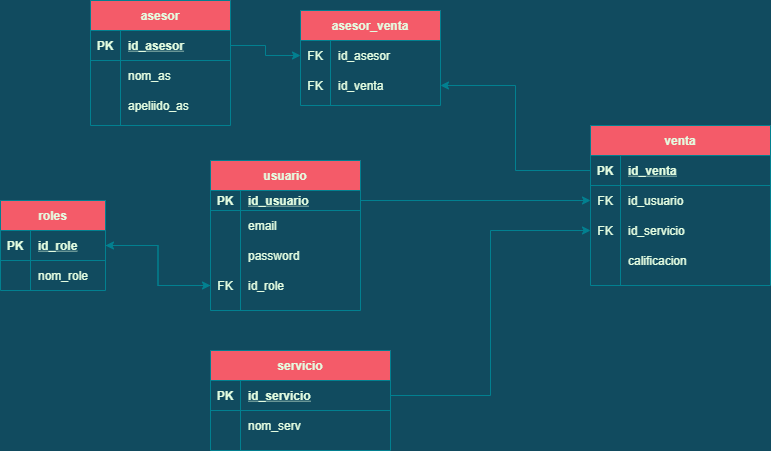 asesor
PK id_asesor
nom_as
apeliido_as
asesor_venta
FK id_asesor
FK id_venta
venta
PK id_venta
FK id_usuario
FK id_servicio
calificacion
usuario
PK id_usuario
email
password
FK id_role
roles
PK id_role
nom_role
servicio
PK id_servicio
nom_serv